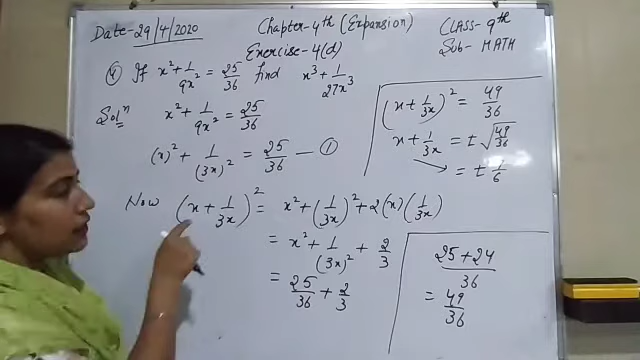 Date-29/4/2020 Chapter-4th (Expansion) CLASS-9th
Exercise-4(d) Sub- MATH
(4) If x² + 1/9x² = 25/36 find x³ + 1/27x³
Solⁿ x² + 1/9x² = 25/36
(x)² + 1/(3x)² = 25/36 — (1)
Now (x + 1/3x)² = x² + (1/3x)² + 2(x)(1/3x)
= x² + 1/(3x)² + 2/3
= 25/36 + 2/3
(x + 1/3x)² = 49/36
x + 1/3x = ±√49/36
= ± 1/6
25+24/36
= 49/36